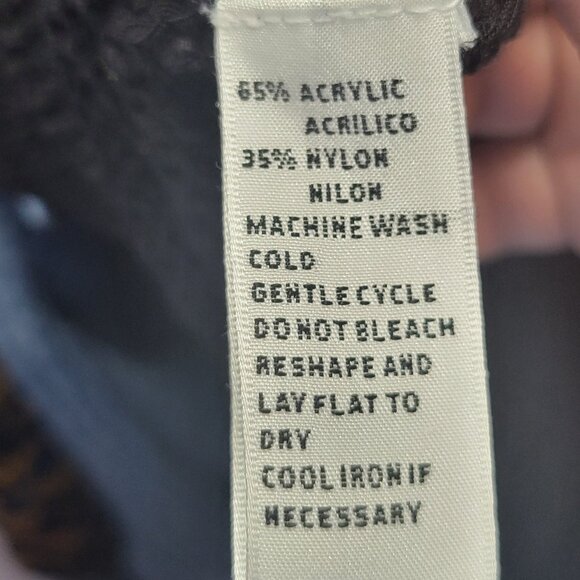 65% ACRYLIC
ACRILICO
35% NYLON
NILON
MACHINE WASH
COLD
GENTLE CYCLE
DO NOT BLEACH
RESHAPE AND
LAY FLAT TO
DRY
COOL IRON IF
NECESSARY